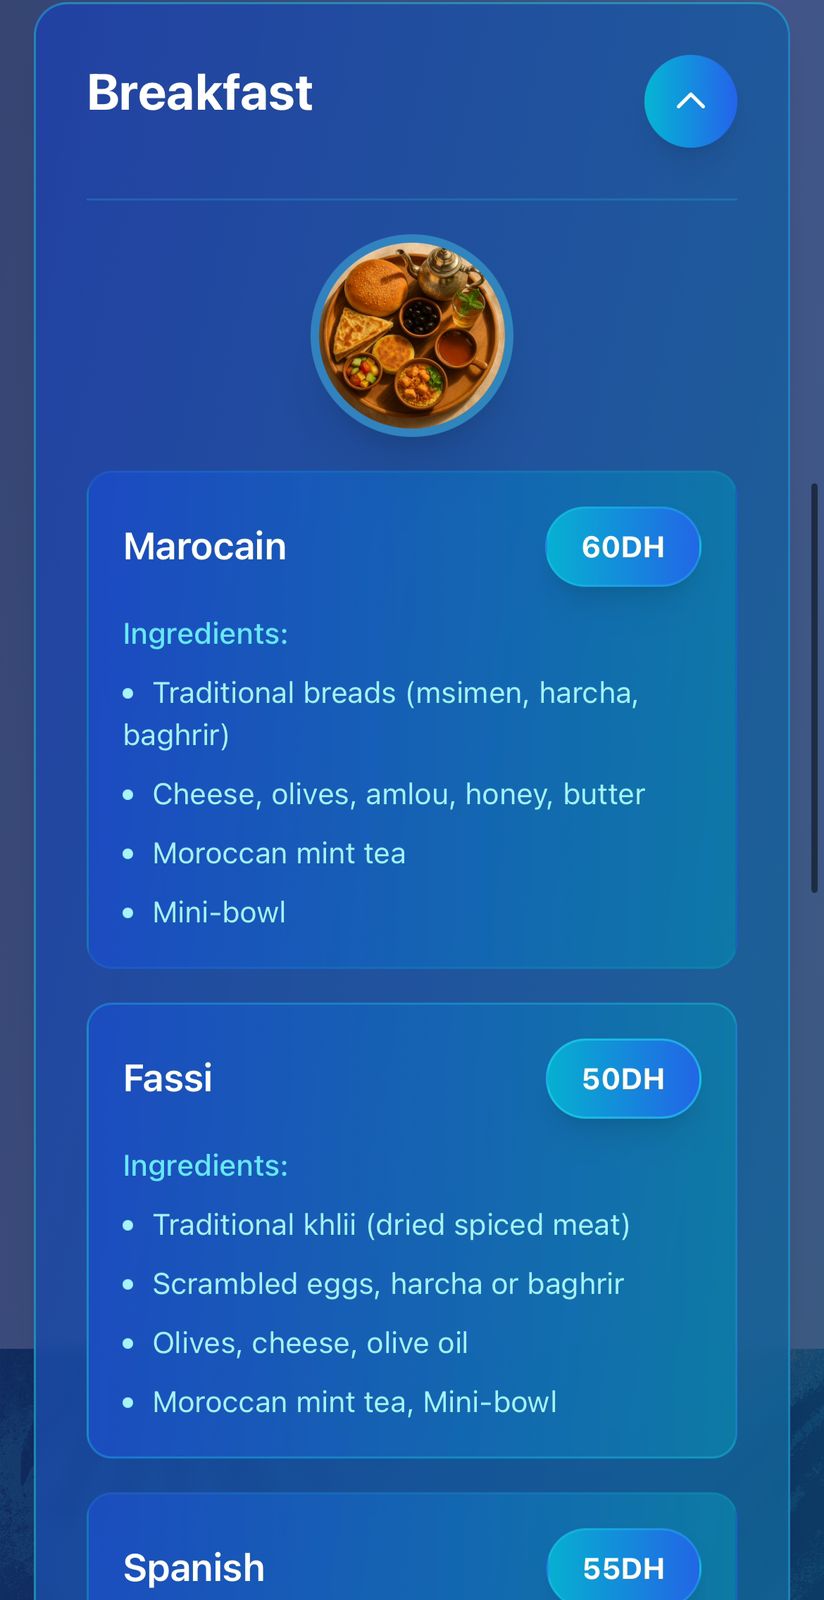 Breakfast
Marocain
60DH
Ingredients:
• Traditional breads (msimen, harcha,
baghrir)
• Cheese, olives, amlou, honey, butter
• Moroccan mint tea
• Mini-bowl
Fassi
50DH
Ingredients:
• Traditional khlii (dried spiced meat)
• Scrambled eggs, harcha or baghrir
• Olives, cheese, olive oil
• Moroccan mint tea, Mini-bowl
Spanish
55DH